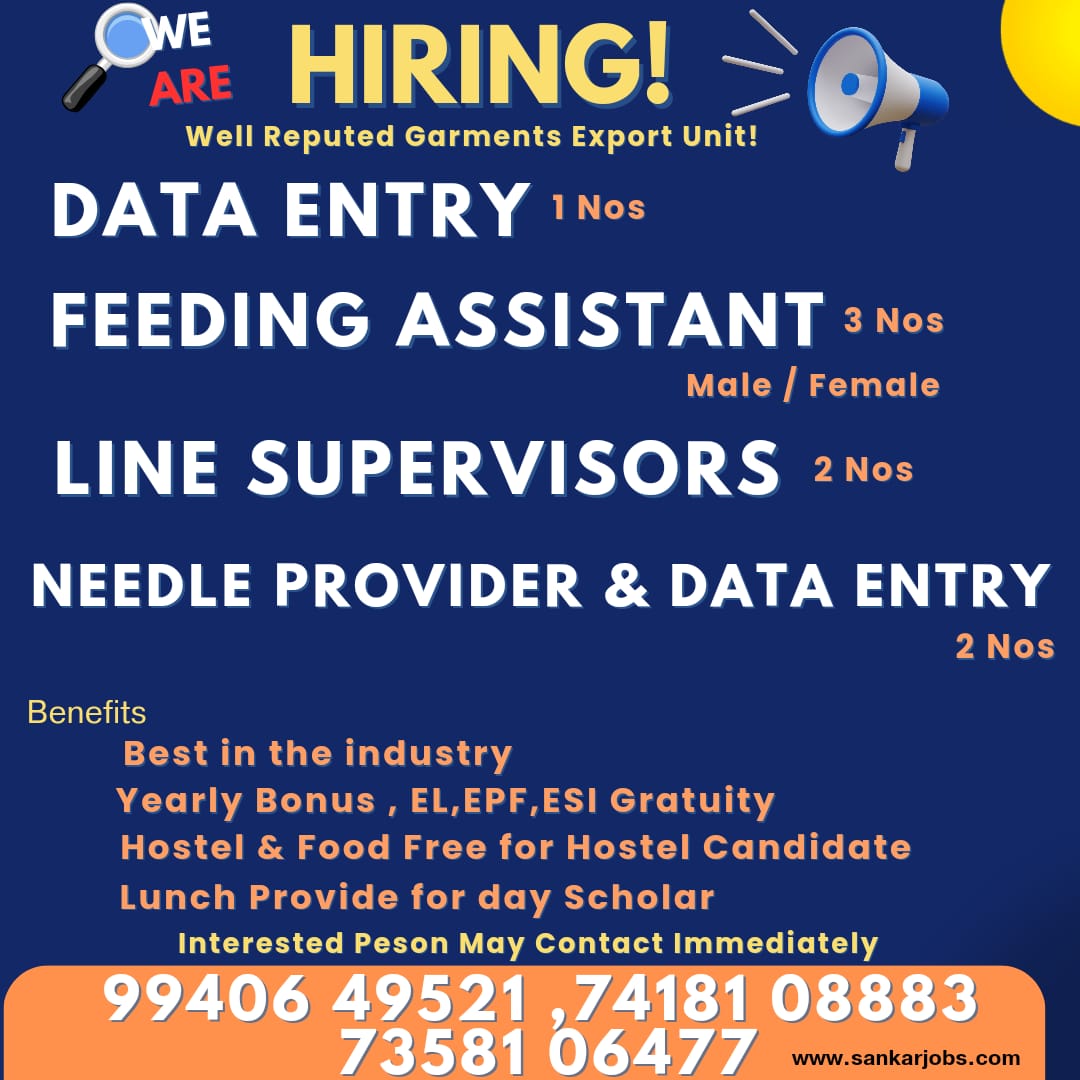 WE
ARE
HIRING!
Well Reputed Garments Export Unit!
DATA ENTRY 1 Nos
FEEDING ASSISTANT 3 Nos
Male / Female
LINE SUPERVISORS 2 Nos
NEEDLE PROVIDER & DATA ENTRY
2 Nos
Benefits
Best in the industry
Yearly Bonus , EL,EPF,ESI Gratuity
Hostel & Food Free for Hostel Candidate
Lunch Provide for day Scholar
Interested Peson May Contact Immediately
99406 49521 ,74181 08883
73581 06477
www.sankarjobs.com